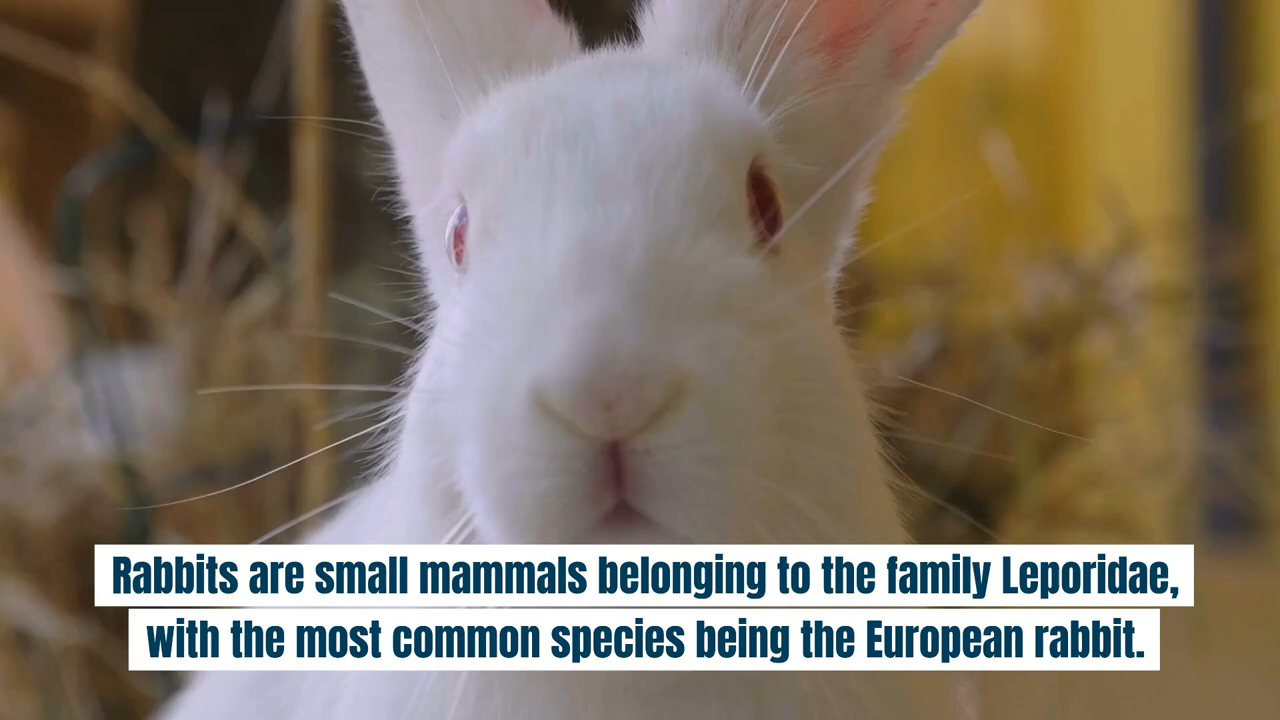 Rabbits are small mammals belonging to the family Leporidae,
with the most common species being the European rabbit.